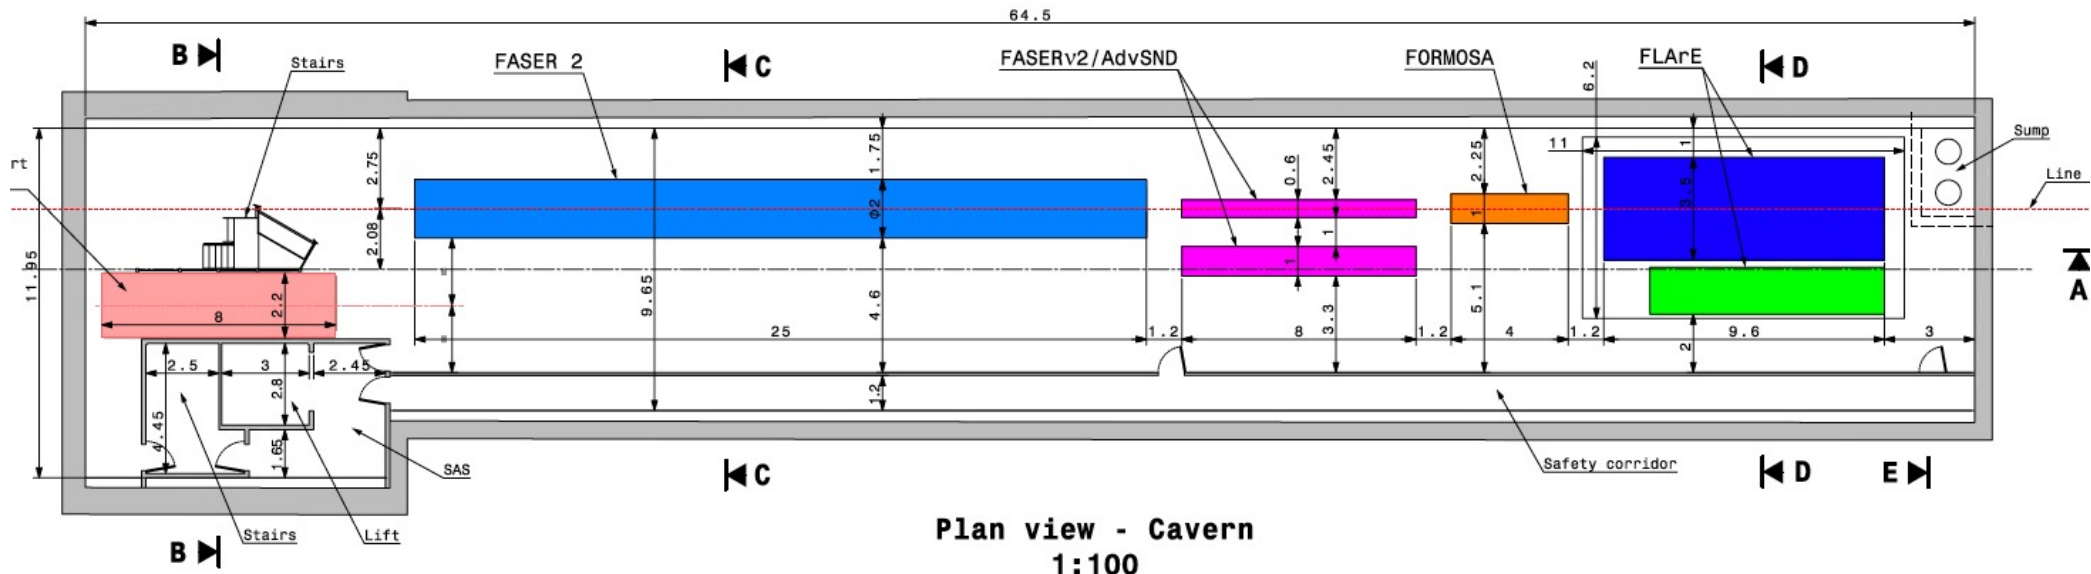 64.5
B
Stairs
FASER 2
C
FASERν2/AdvSND
FORMOSA
FLArE
D
6.2
Sump
rt
2.75
1.75
0.6
2.45
2.25
11
1
3.5
Line
Φ2
1
1
2.08
11.95
9.65
4.6
1
3.3
5.1
2
A
2.2
8
=
=
25
1.2
8
1.2
4
1.2
9.6
3
2.5
3
2.45
2.8
1.2
4.45
1.65
SAS
Safety corridor
C
D
E
Stairs
Lift
B
Plan view - Cavern
1:100